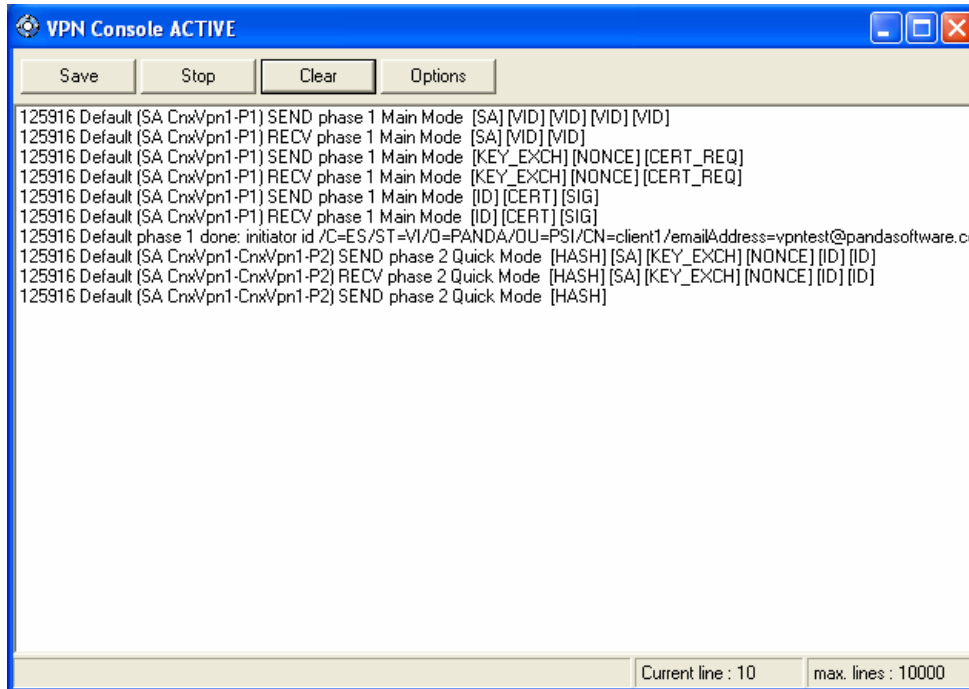 VPN Console ACTIVE
Save Stop Clear Options
125916 Default (SA CnxVpn1-P1) SEND phase 1 Main Mode [SA] [VID] [VID] [VID] [VID]
125916 Default (SA CnxVpn1-P1) RECV phase 1 Main Mode [SA] [VID] [VID]
125916 Default (SA CnxVpn1-P1) SEND phase 1 Main Mode [KEY_EXCH] [NONCE] [CERT_REQ]
125916 Default (SA CnxVpn1-P1) RECV phase 1 Main Mode [KEY_EXCH] [NONCE] [CERT_REQ]
125916 Default (SA CnxVpn1-P1) SEND phase 1 Main Mode [ID] [CERT] [SIG]
125916 Default (SA CnxVpn1-P1) RECV phase 1 Main Mode [ID] [CERT] [SIG]
125916 Default phase 1 done: initiator id /C=ES/ST=VI/O=PANDA/OU=PSI/CN=client1/emailAddress=vpntest@pandasoftware.c
125916 Default (SA CnxVpn1-CnxVpn1-P2) SEND phase 2 Quick Mode [HASH] [SA] [KEY_EXCH] [NONCE] [ID] [ID]
125916 Default (SA CnxVpn1-CnxVpn1-P2) RECV phase 2 Quick Mode [HASH] [SA] [KEY_EXCH] [NONCE] [ID] [ID]
125916 Default (SA CnxVpn1-CnxVpn1-P2) SEND phase 2 Quick Mode [HASH]
Current line : 10 max. lines : 10000